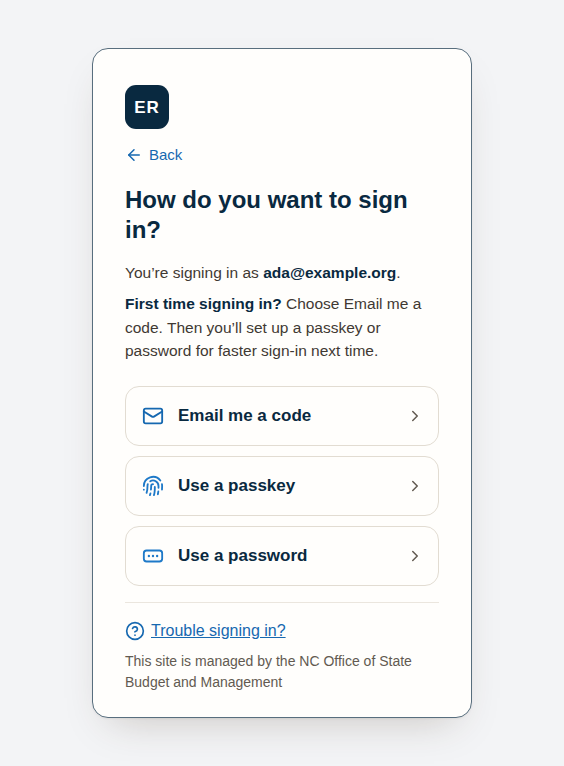 ER
Back
How do you want to sign
in?
You’re signing in as ada@example.org.
First time signing in? Choose Email me a
code. Then you’ll set up a passkey or
password for faster sign-in next time.
Email me a code
Use a passkey
Use a password
Trouble signing in?
This site is managed by the NC Office of State
Budget and Management